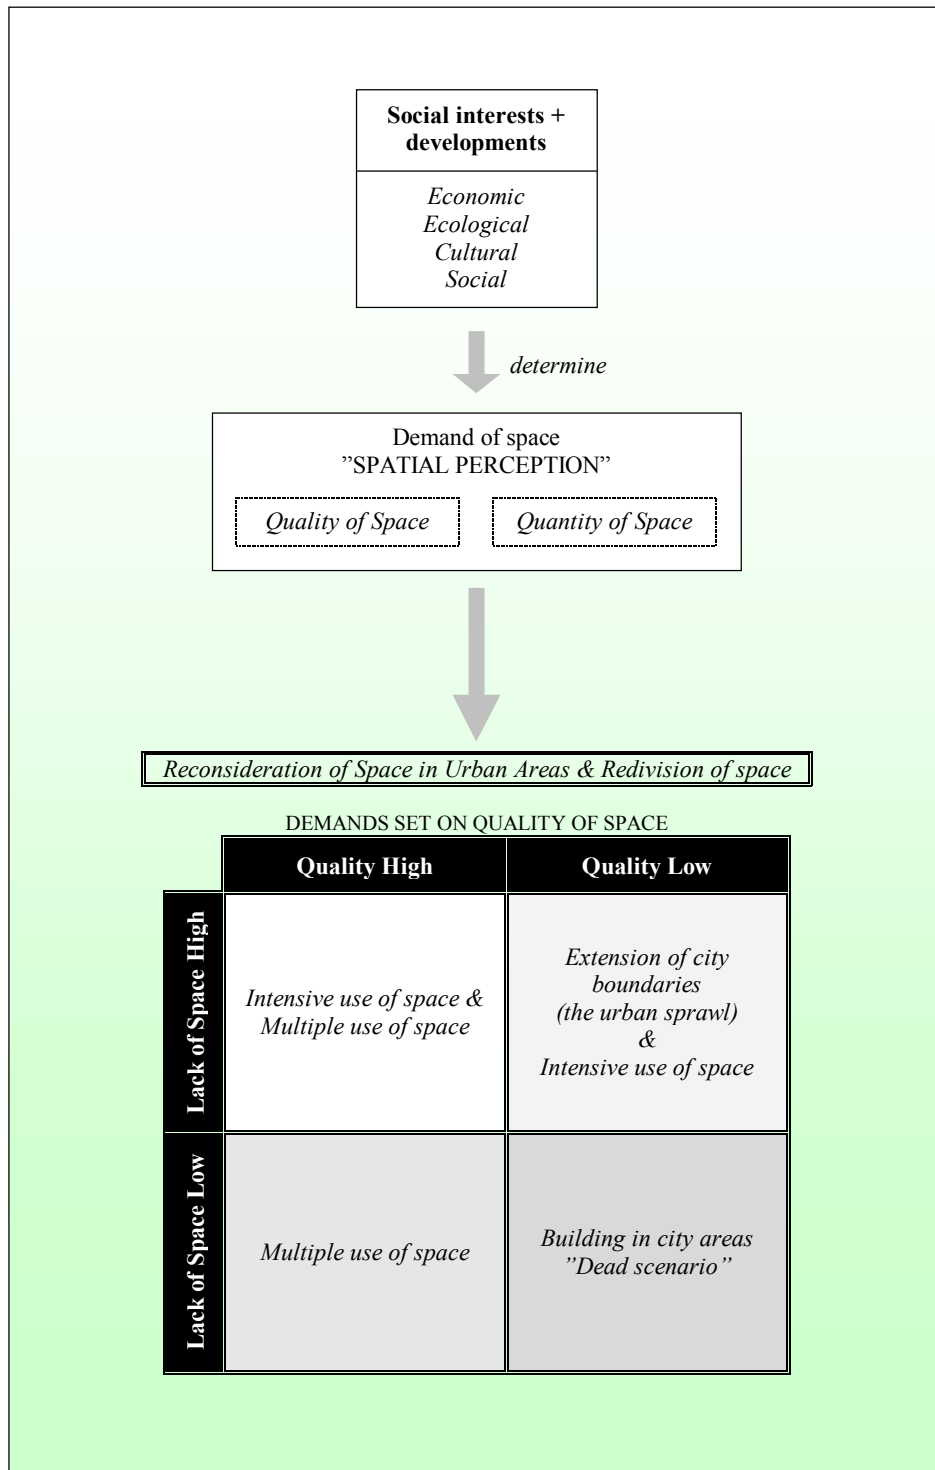 Social interests +
developments
Economic
Ecological
Cultural
Social
determine
Demand of space
”SPATIAL PERCEPTION”
Quality of Space
Quantity of Space
Reconsideration of Space in Urban Areas & Redivision of space
DEMANDS SET ON QUALITY OF SPACE
Quality High
Quality Low
Lack of Space High
Intensive use of space &
Multiple use of space
Extension of city
boundaries
(the urban sprawl)
&
Intensive use of space
Lack of Space Low
Multiple use of space
Building in city areas
”Dead scenario”